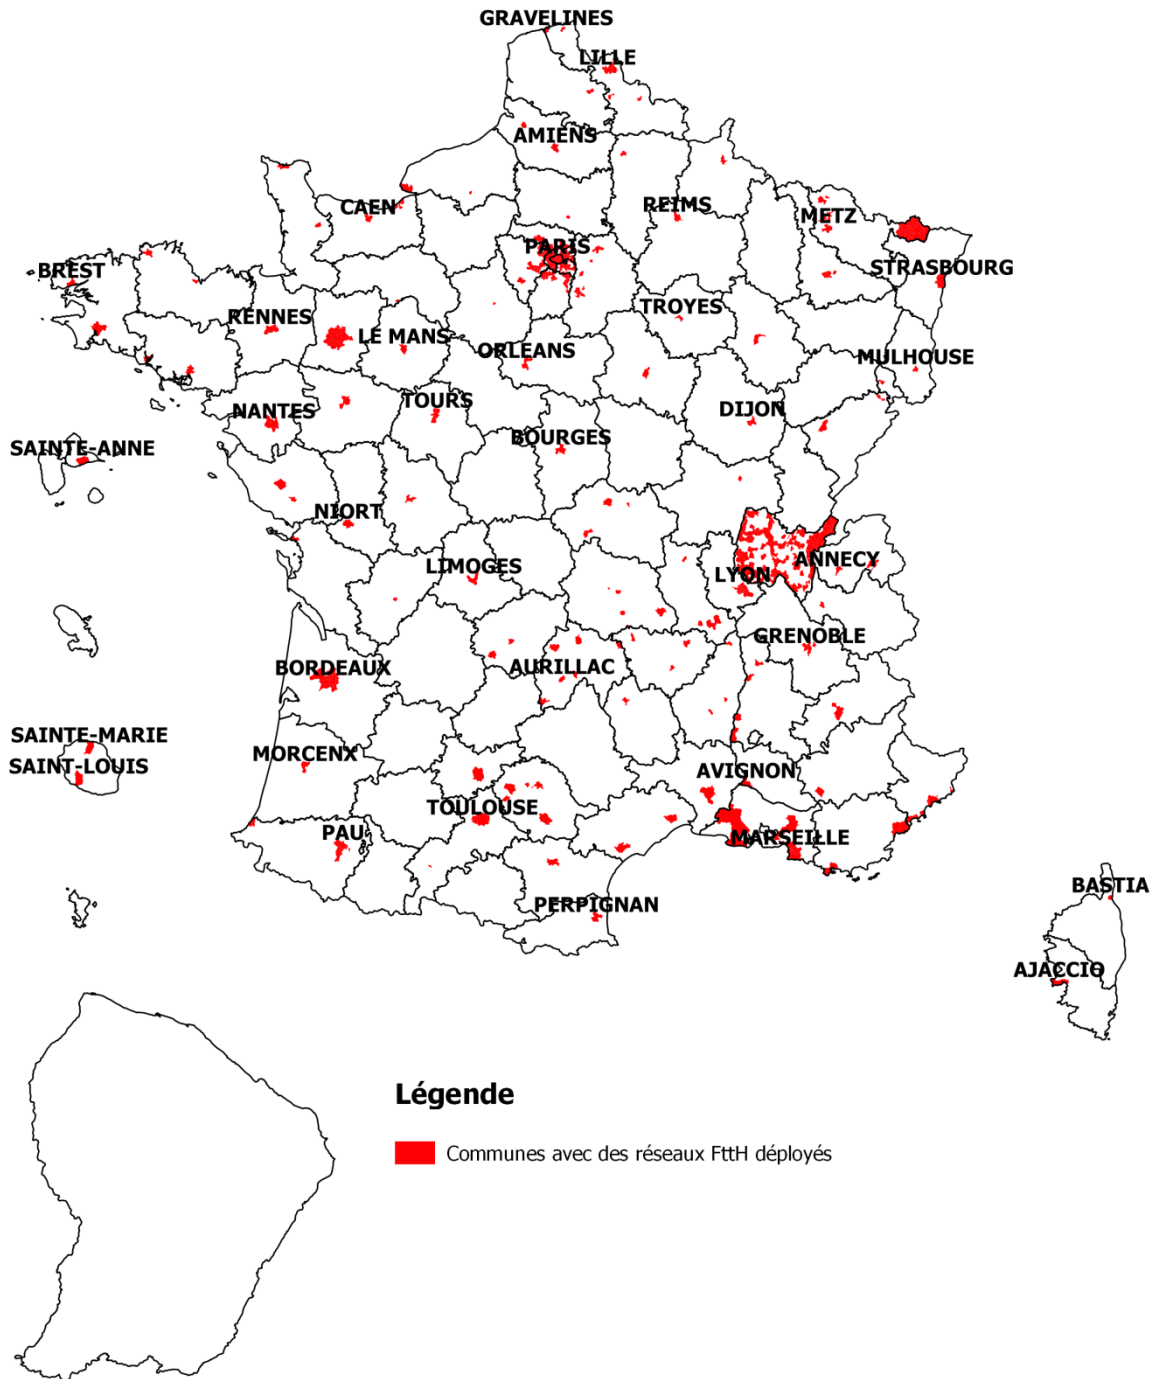 GRAVELINES
LILLE
AMIENS
REIMS
CAEN
METZ
PARIS
STRASBOURG
BREST
TROYES
RENNES
LE MANS
ORLEANS
MULHOUSE
NANTES
TOURS
DIJON
BOURGES
SAINTE-ANNE
NIORT
LIMOGES
LYON
ANNECY
GRENOBLE
BORDEAUX
AURILLAC
SAINTE-MARIE
SAINT-LOUIS
MORCENX
AVIGNON
TOULOUSE
PAU
MARSEILLE
PERPIGNAN
BASTIA
AJACCIO
Légende
Communes avec des réseaux FttH déployés